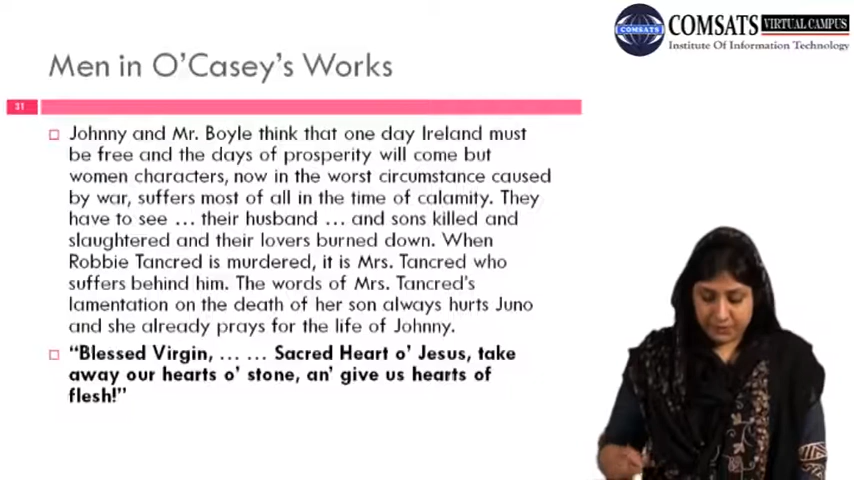 Men in O'Casey's Works
COMSATS VIRTUAL CAMPUS
Institute Of Information Technology
COMSATS
31
Johnny and Mr. Boyle think that one day Ireland must
be free and the days of prosperity will come but
women characters, now in the worst circumstance caused
by war, suffers most of all in the time of calamity. They
have to see … their husband … and sons killed and
slaughtered and their lovers burned down. When
Robbie Tancred is murdered, it is Mrs. Tancred who
suffers behind him. The words of Mrs. Tancred's
lamentation on the death of her son always hurts Juno
and she already prays for the life of Johnny.
"Blessed Virgin, … … Sacred Heart o' Jesus, take
away our hearts o' stone, an' give us hearts of
flesh!"